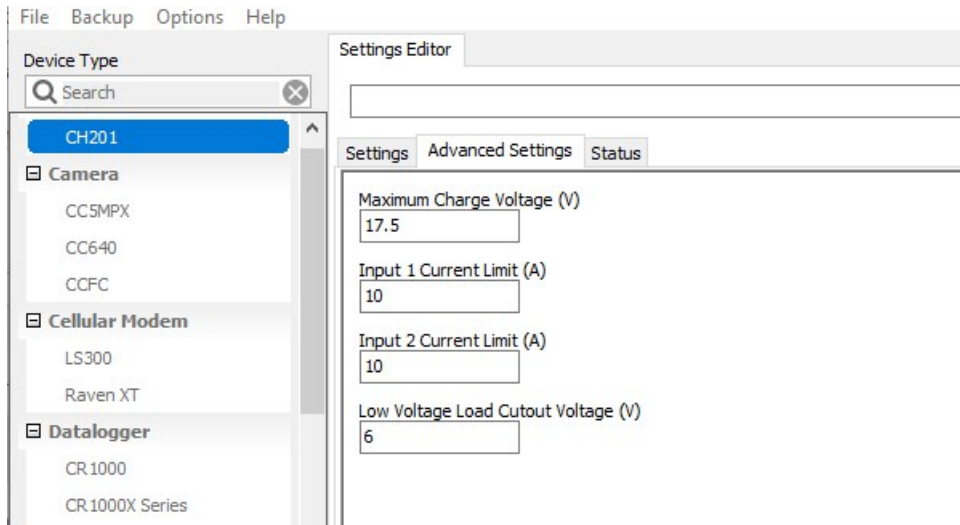 File Backup Options Help
Device Type
Search
CH201
Camera
CC5MPX
CC640
CCFC
Cellular Modem
LS300
Raven XT
Datalogger
CR1000
CR1000X Series
Settings Editor
Settings Advanced Settings Status
Maximum Charge Voltage (V)
17.5
Input 1 Current Limit (A)
10
Input 2 Current Limit (A)
10
Low Voltage Load Cutout Voltage (V)
6